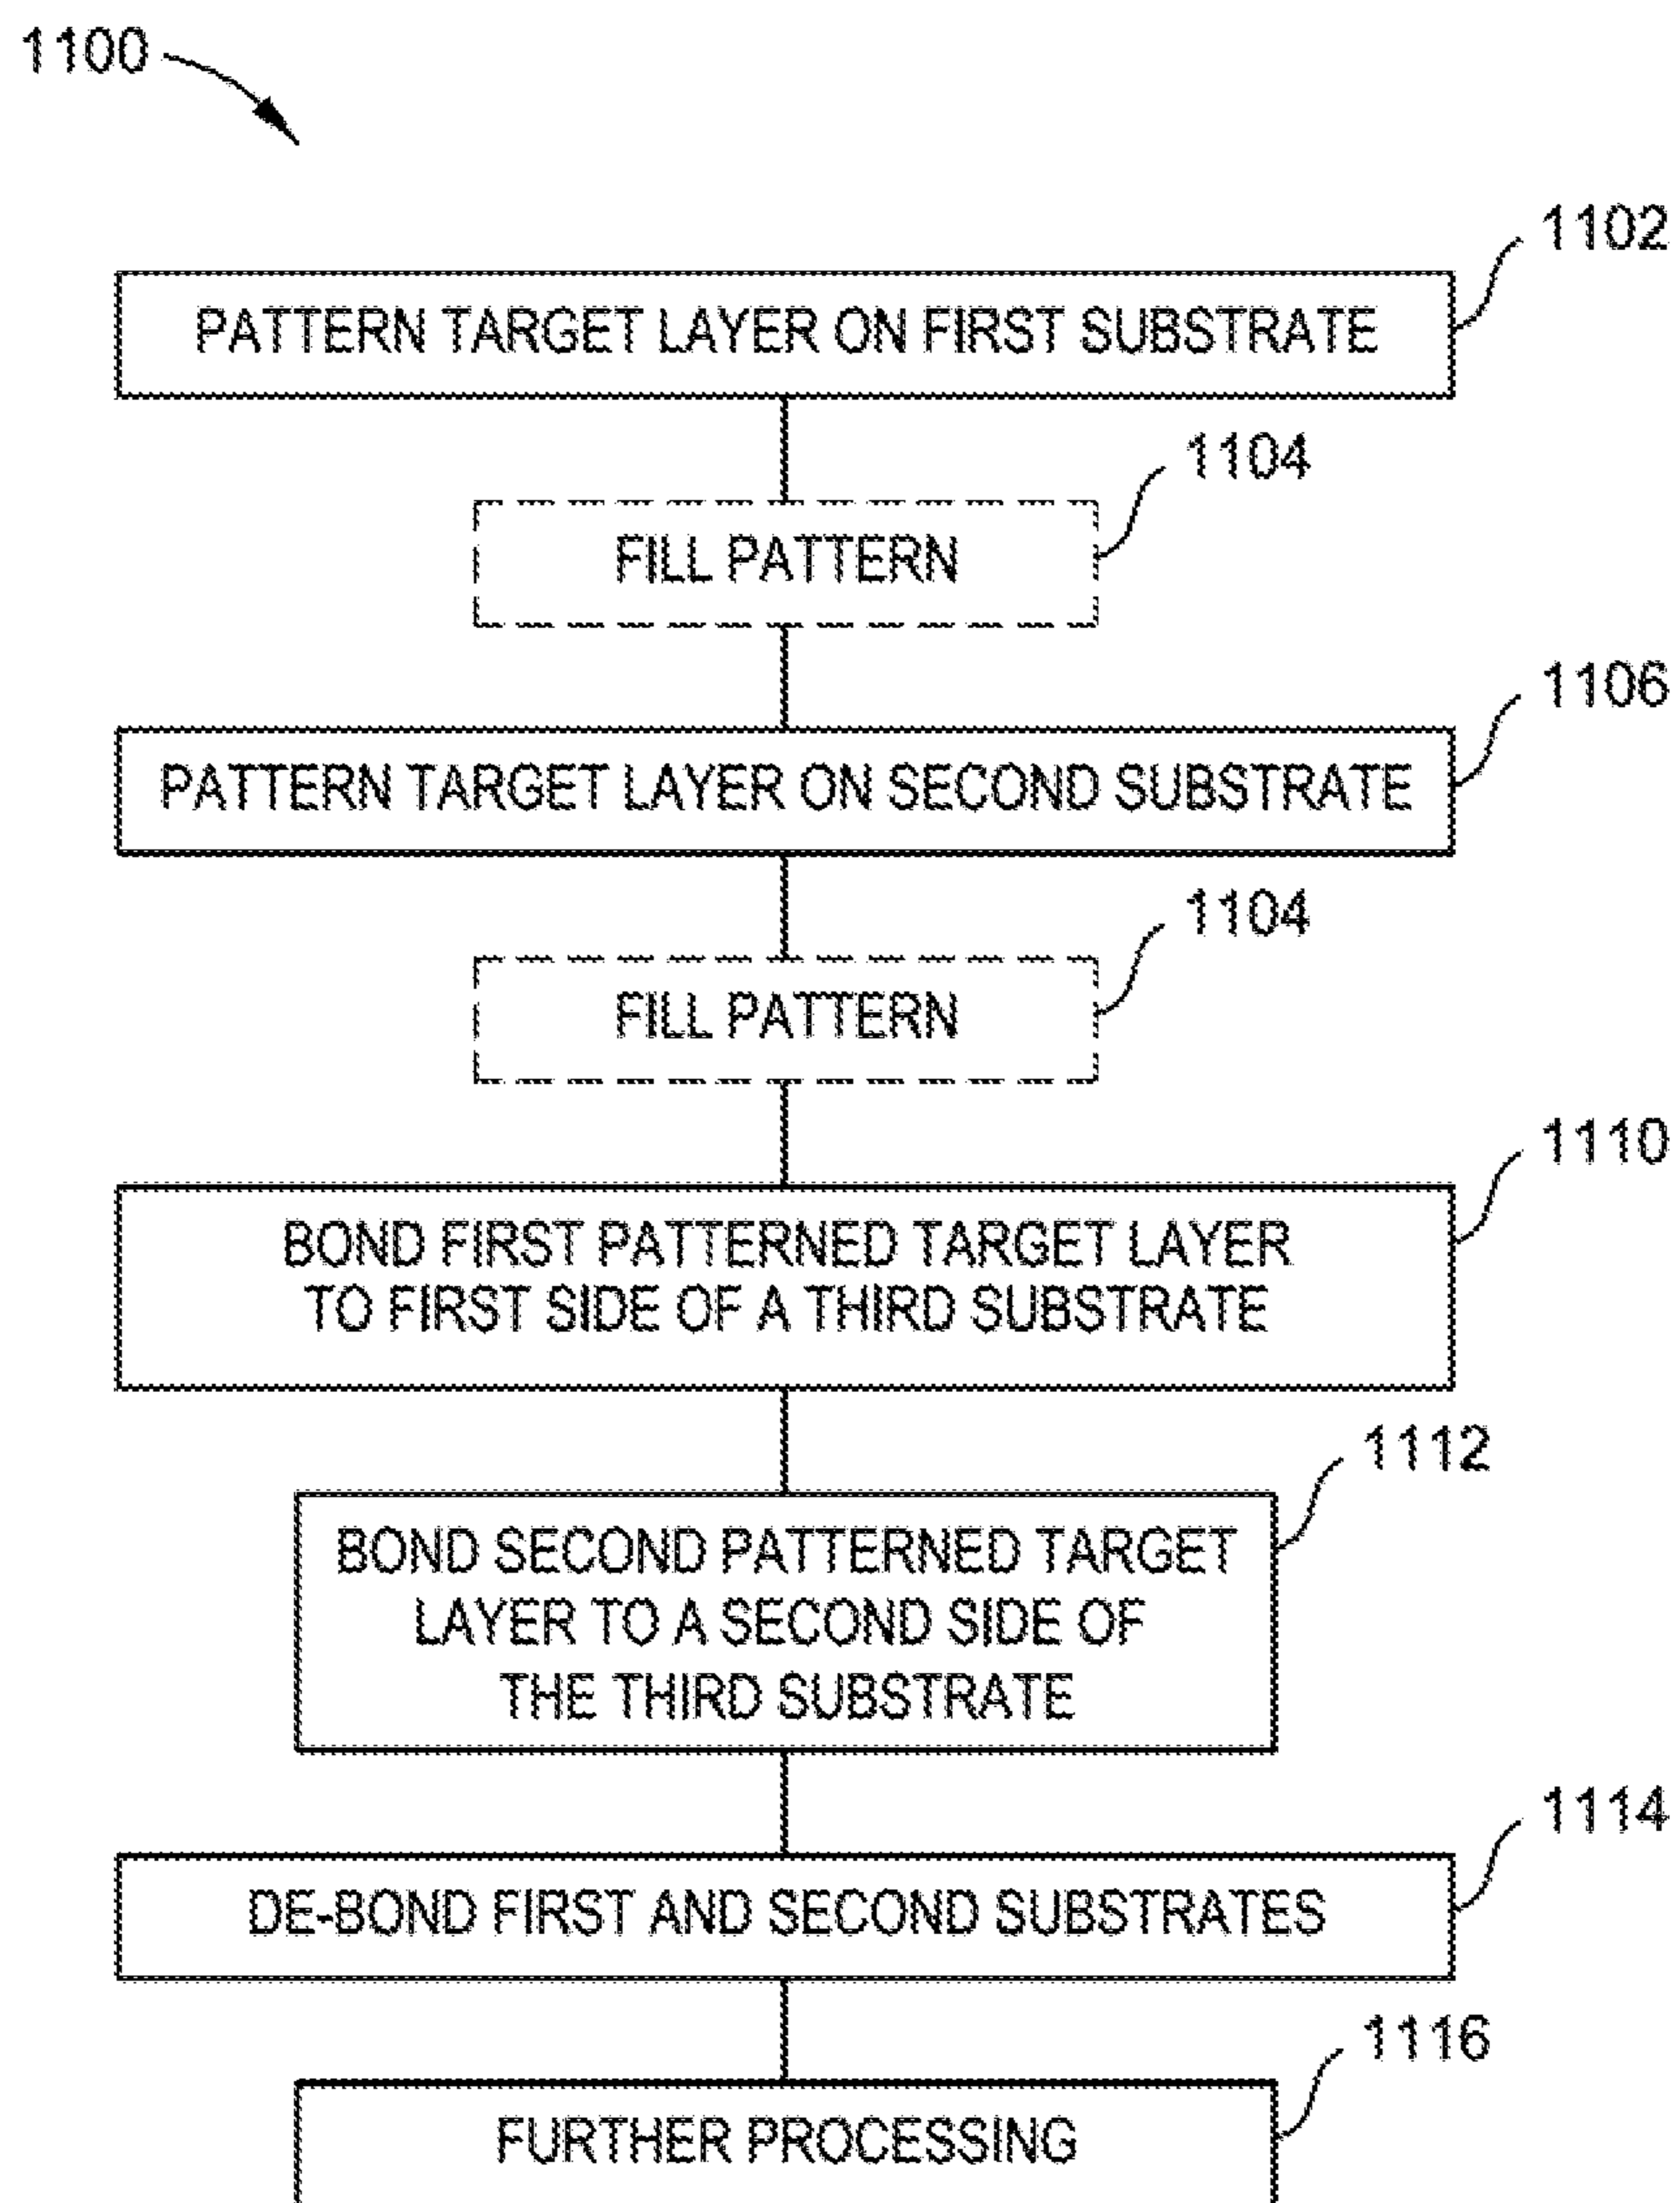 1100
1102
PATTERN TARGET LAYER ON FIRST SUBSTRATE
1104
FILL PATTERN
1106
PATTERN TARGET LAYER ON SECOND SUBSTRATE
1104
FILL PATTERN
1110
BOND FIRST PATTERNED TARGET LAYER
TO FIRST SIDE OF A THIRD SUBSTRATE
1112
BOND SECOND PATTERNED TARGET
LAYER TO A SECOND SIDE OF
THE THIRD SUBSTRATE
1114
DE-BOND FIRST AND SECOND SUBSTRATES
1116
FURTHER PROCESSING